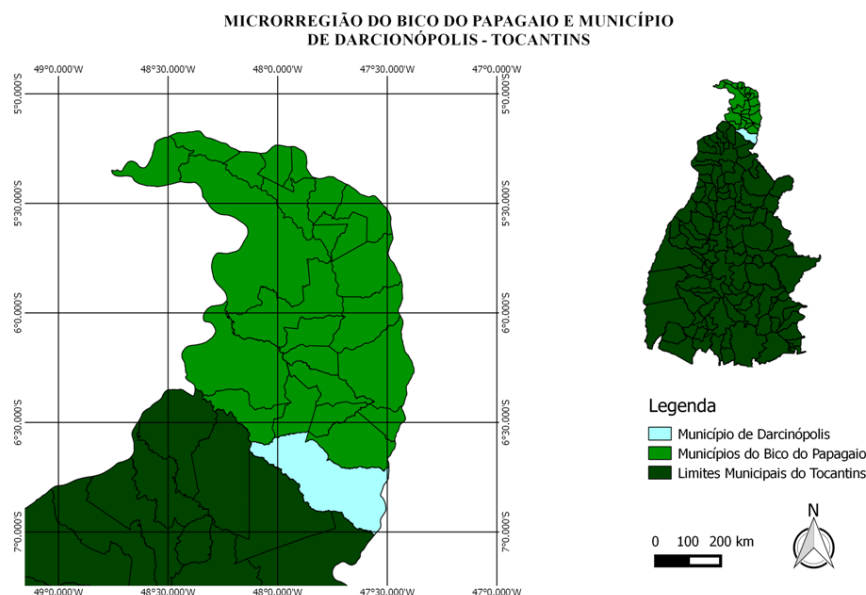 MICRORREGIÃO DO BICO DO PAPAGAIO E MUNICÍPIO
DE DARCIONÓPOLIS - TOCANTINS
49°0.000'W 48°30.000'W 48°0.000'W 47°30.000'W 47°0.000'W
5°0.000'S 5°0.000'S
5°30.000'S 5°30.000'S
6°0.000'S 6°0.000'S
6°30.000'S 6°30.000'S
7°0.000'S 7°0.000'S
49°0.000'W 48°30.000'W 48°0.000'W 47°30.000'W 47°0.000'W
Legenda
Município de Darcinópolis
Municípios do Bico do Papagaio
Limites Municipais do Tocantins
N
0 100 200 km